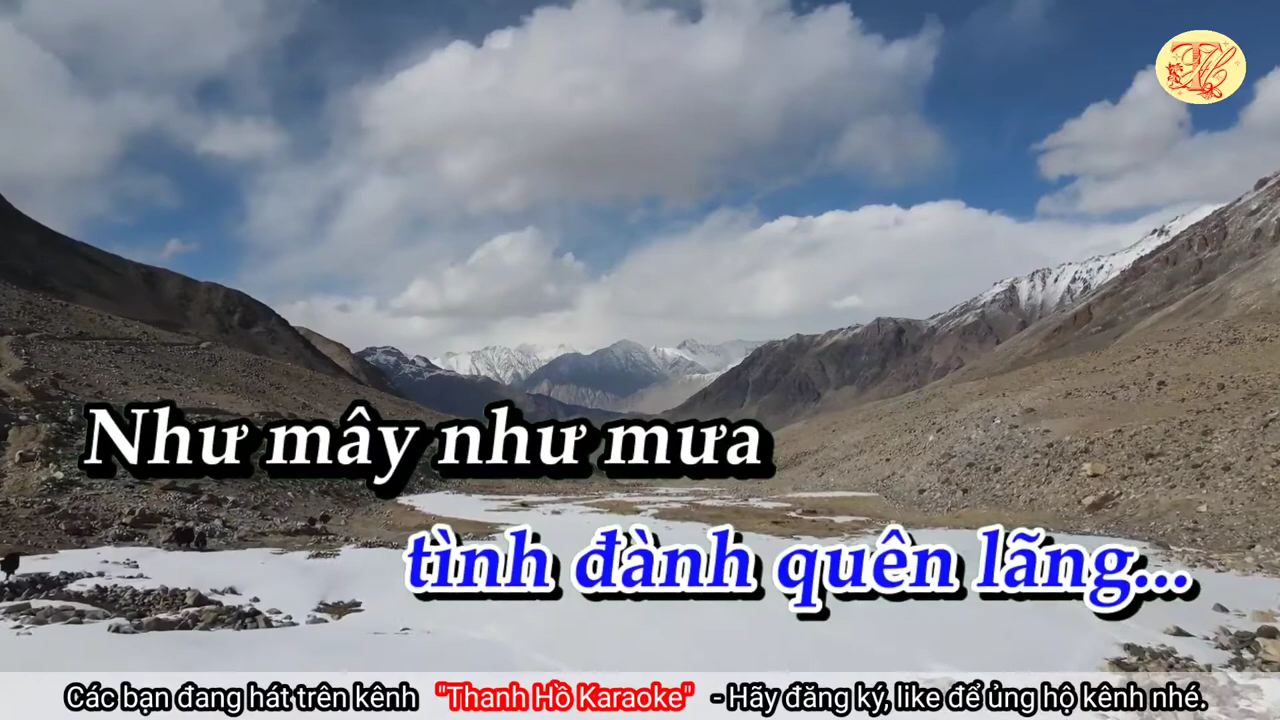 Như mây như mưa
tình đành quên lãng...
Các bạn đang hát trên kênh "Thanh Hồ Karaoke" - Hãy đăng ký, like để ủng hộ kênh nhé.